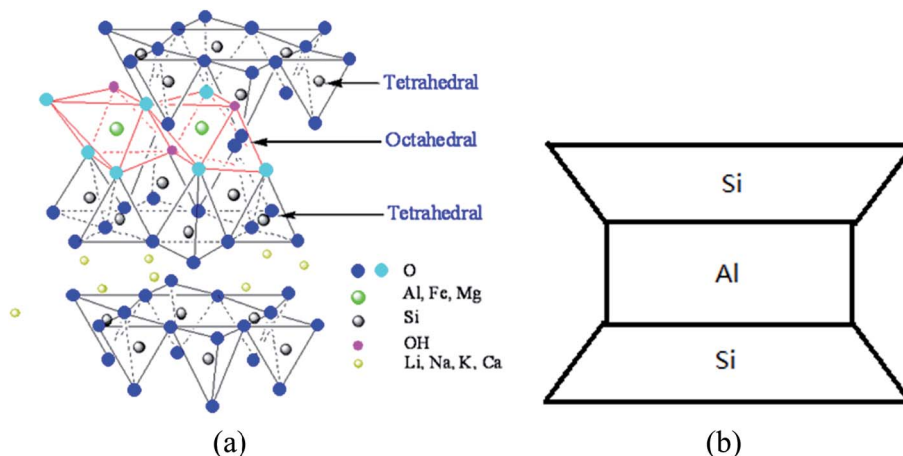 Tetrahedral
Octahedral
Tetrahedral
O
Al, Fe, Mg
Si
OH
Li, Na, K, Ca
(a)
Si
Al
Si
(b)